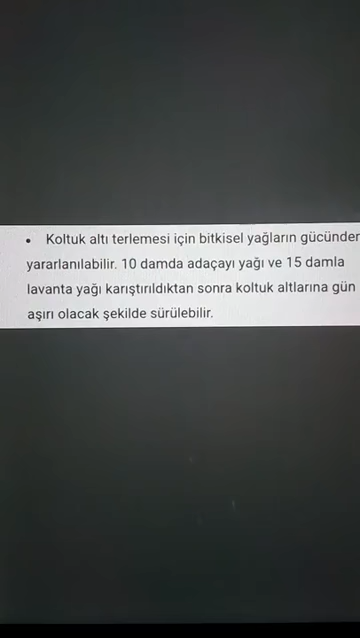 • Koltuk altı terlemesi için bitkisel yağların gücünden
yararlanılabilir. 10 damda adaçayı yağı ve 15 damla
lavanta yağı karıştırıldıktan sonra koltuk altlarına gün
aşırı olacak şekilde sürülebilir.